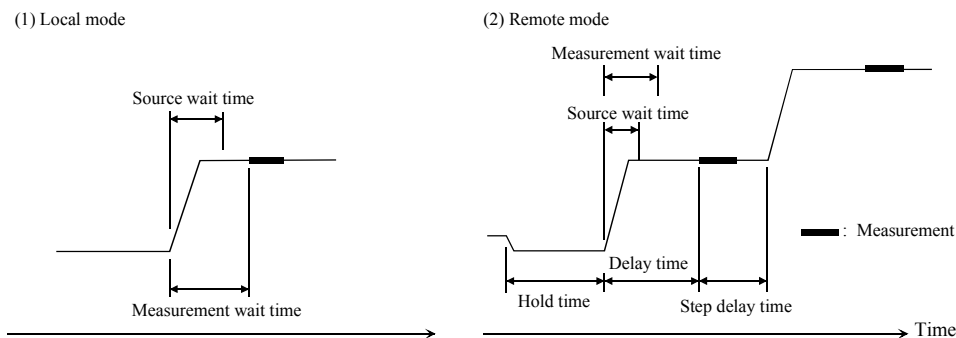 (1) Local mode
Source wait time
Measurement wait time
(2) Remote mode
Measurement wait time
Source wait time
: Measurement
Delay time
Hold time
Step delay time
Time